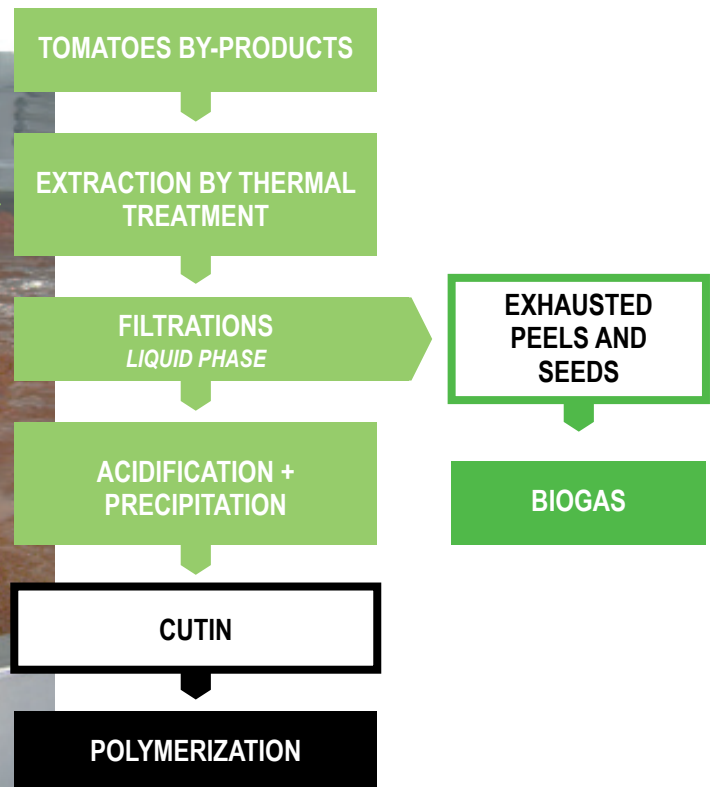 TOMATOES BY-PRODUCTS
EXTRACTION BY THERMAL
TREATMENT
FILTRATIONS
LIQUID PHASE
EXHAUSTED
PEELS AND
SEEDS
ACIDIFICATION +
PRECIPITATION
BIOGAS
CUTIN
POLYMERIZATION